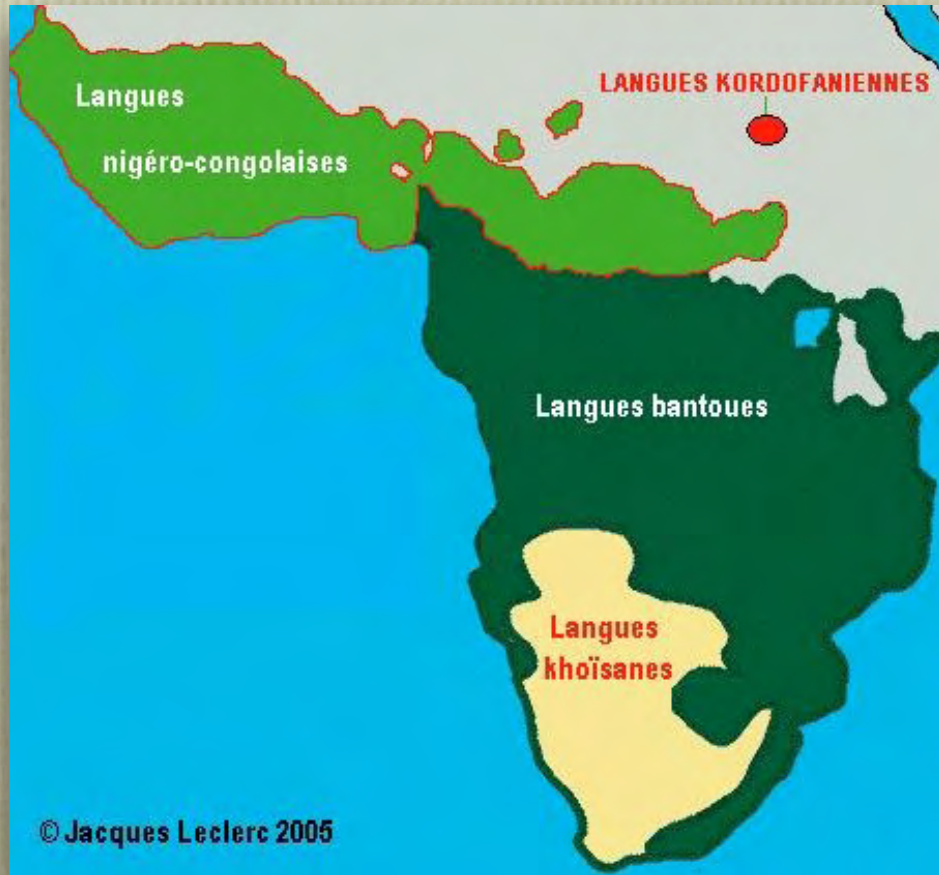 Langues
nigéro-congolaises
LANGUES KORDOFANIENNES
Langues bantoues
Langues
khoïsanes
© Jacques Leclerc 2005